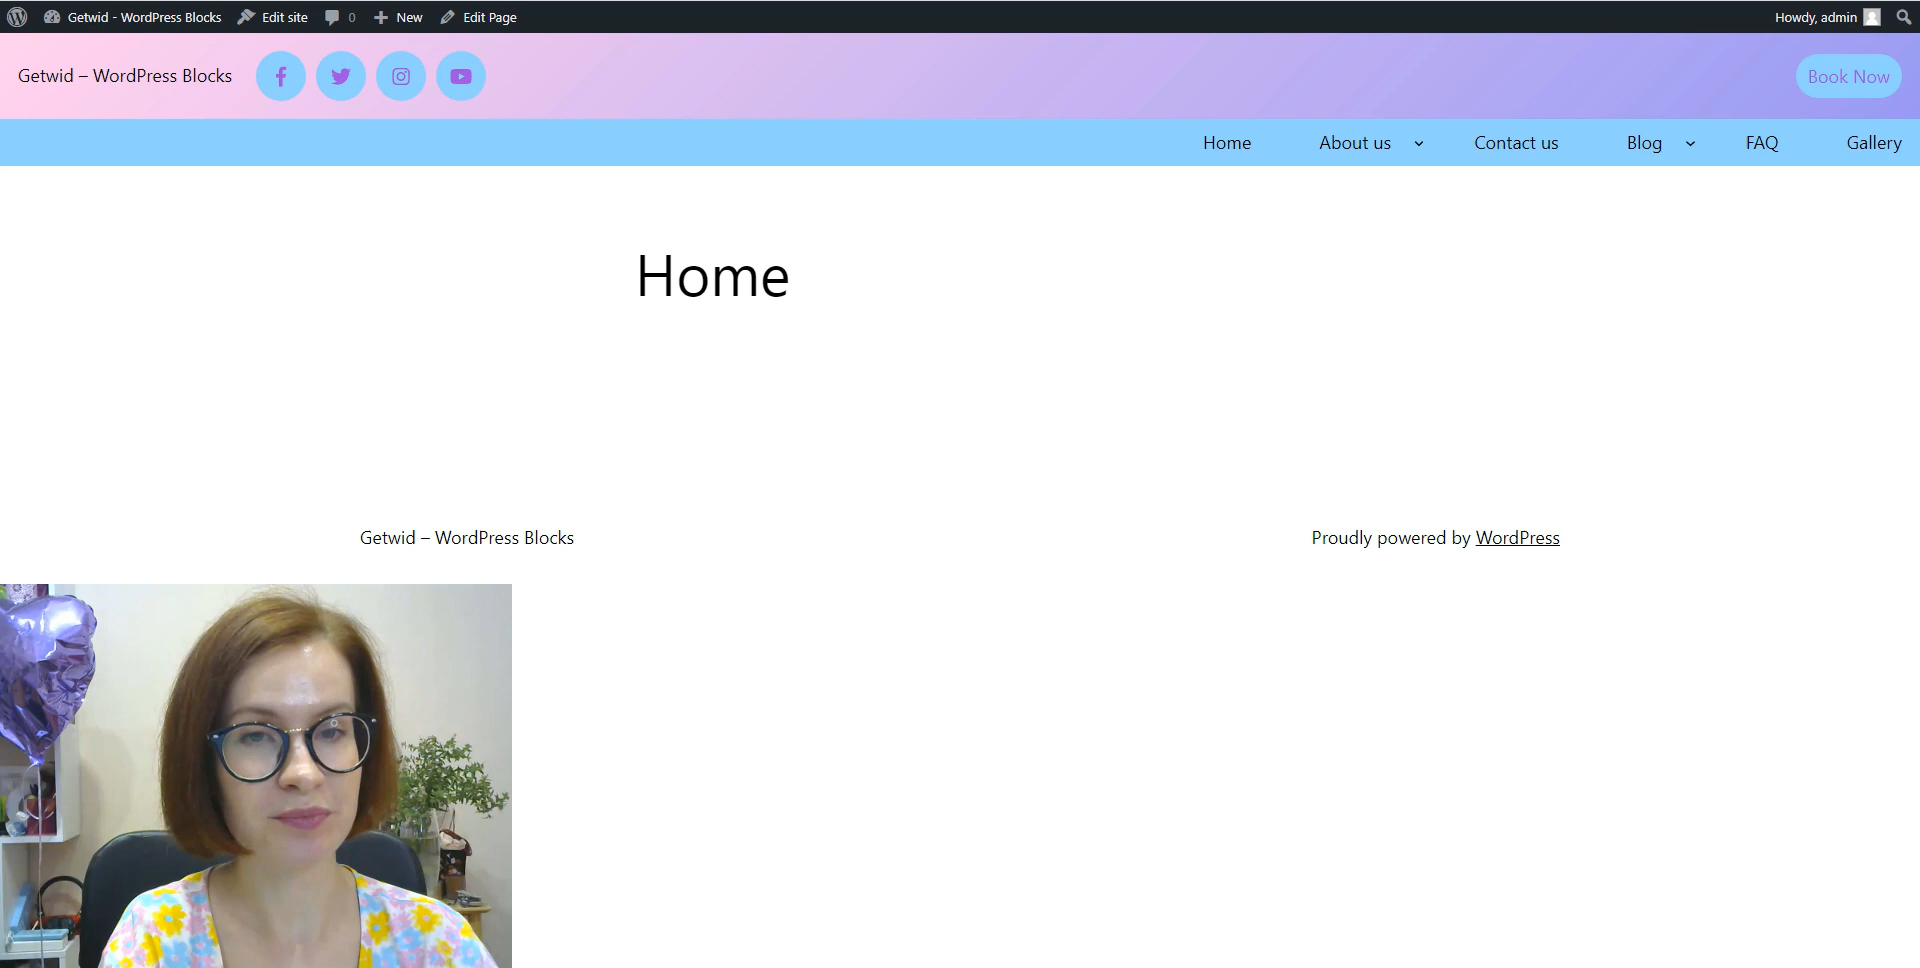 Getwid - WordPress Blocks Edit site 0 New Edit Page Howdy, admin
Getwid – WordPress Blocks Book Now
Home About us Contact us Blog FAQ Gallery
Home
Getwid – WordPress Blocks Proudly powered by WordPress